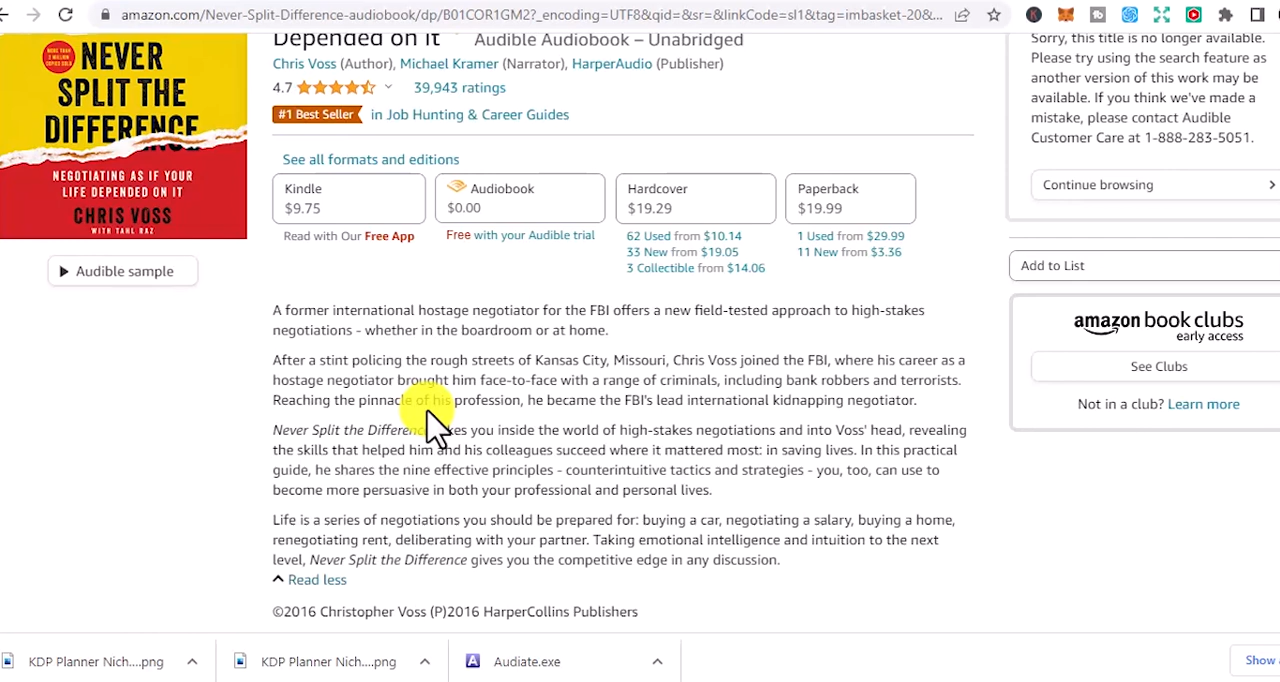 amazon.com/Never-Split-Difference-audiobook/dp/B01COR1GM2?_encoding=UTF8&qid=&sr=&linkCode=sl1&tag=imbasket-20&...
Depended on It Audible Audiobook – Unabridged
Chris Voss (Author), Michael Kramer (Narrator), HarperAudio (Publisher)
4.7 39,943 ratings
#1 Best Seller in Job Hunting & Career Guides
See all formats and editions
Kindle
$9.75
Read with Our Free App
Audiobook
$0.00
Free with your Audible trial
Hardcover
$19.29
62 Used from $10.14
33 New from $19.05
3 Collectible from $14.06
Paperback
$19.99
1 Used from $29.99
11 New from $3.36
NEVER
SPLIT THE
DIFFERENCE
NEGOTIATING AS IF YOUR
LIFE DEPENDED ON IT
CHRIS VOSS
WITH TAHL RAZ
Audible sample
A former international hostage negotiator for the FBI offers a new field-tested approach to high-stakes
negotiations - whether in the boardroom or at home.
After a stint policing the rough streets of Kansas City, Missouri, Chris Voss joined the FBI, where his career as a
hostage negotiator brought him face-to-face with a range of criminals, including bank robbers and terrorists.
Reaching the pinnacle of his profession, he became the FBI's lead international kidnapping negotiator.
Never Split the Difference takes you inside the world of high-stakes negotiations and into Voss' head, revealing
the skills that helped him and his colleagues succeed where it mattered most: in saving lives. In this practical
guide, he shares the nine effective principles - counterintuitive tactics and strategies - you, too, can use to
become more persuasive in both your professional and personal lives.
Life is a series of negotiations you should be prepared for: buying a car, negotiating a salary, buying a home,
renegotiating rent, deliberating with your partner. Taking emotional intelligence and intuition to the next
level, Never Split the Difference gives you the competitive edge in any discussion.
Read less
©2016 Christopher Voss (P)2016 HarperCollins Publishers
Sorry, this title is no longer available.
Please try using the search feature as
another version of this work may be
available. If you think we've made a
mistake, please contact Audible
Customer Care at 1-888-283-5051.
Continue browsing
Add to List
amazon book clubs
early access
See Clubs
Not in a club? Learn more
KDP Planner Nich....png
KDP Planner Nich....png
Audiate.exe
Show